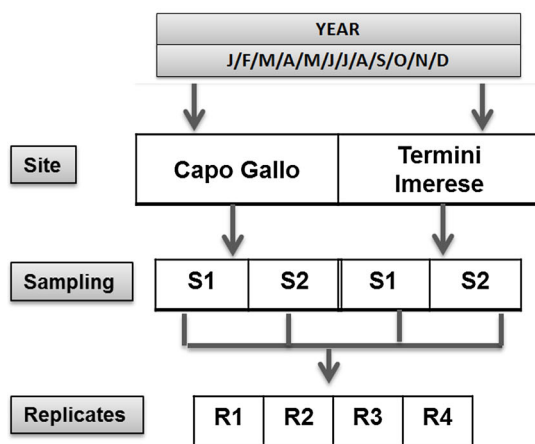 YEAR
J/F/M/A/M/J/J/A/S/O/N/D
Site
Capo Gallo
Termini
Imerese
Sampling
S1 S2 S1 S2
Replicates
R1 R2 R3 R4